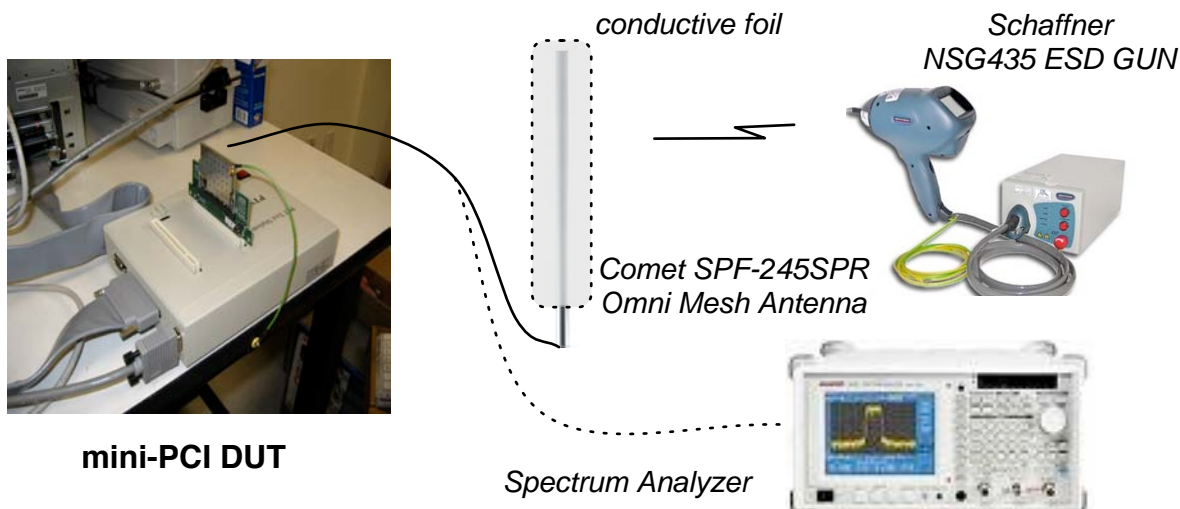 conductive foil
Schaffner
NSG435 ESD GUN
Comet SPF-245SPR
Omni Mesh Antenna
mini-PCI DUT
Spectrum Analyzer